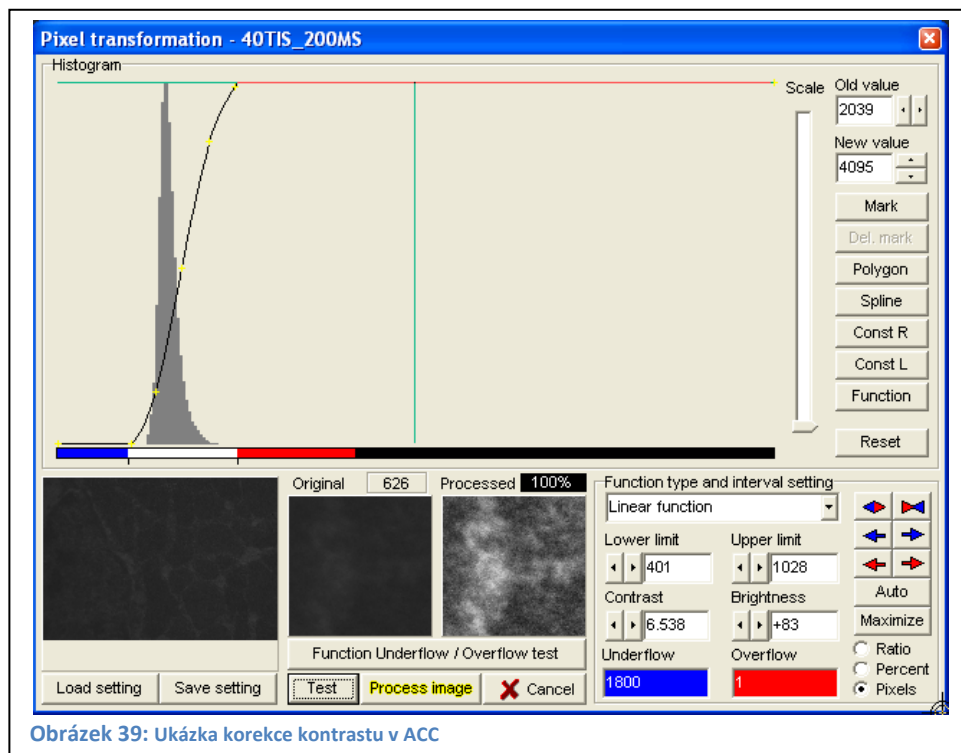 Pixel transformation - 40TIS_200MS
Histogram
Scale
Old value
2039
New value
4095
Mark
Del. mark
Polygon
Spline
Const R
Const L
Function
Reset
Original 626 Processed 100%
Function Underflow / Overflow test
Load setting Save setting Test Process image Cancel
Function type and interval setting
Linear function
Lower limit Upper limit
401 1028
Contrast Brightness
6.538 +83
Underflow Overflow
1800 1
Auto
Maximize
Ratio
Percent
Pixels
Obrázek 39: Ukázka korekce kontrastu v ACC